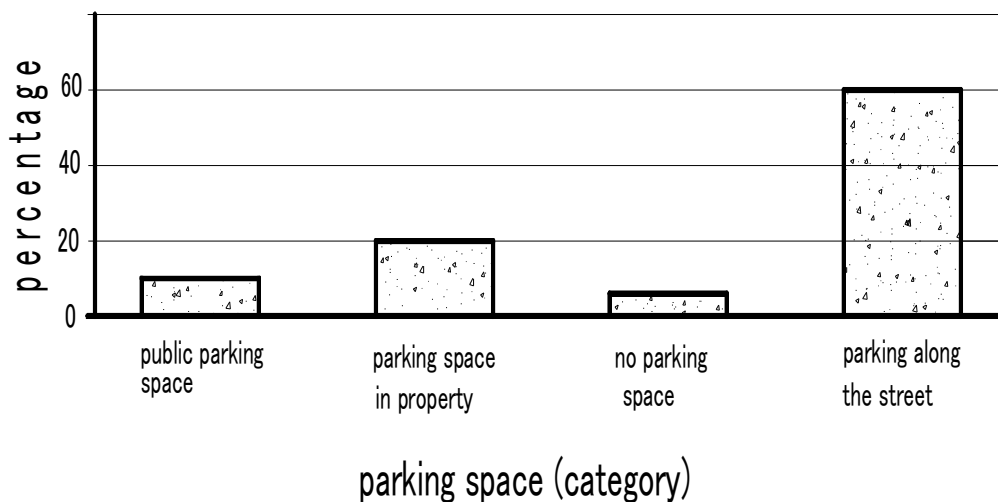 percentage
60
40
20
0
public parking
space
parking space
in property
no parking
space
parking along
the street
parking space (category)